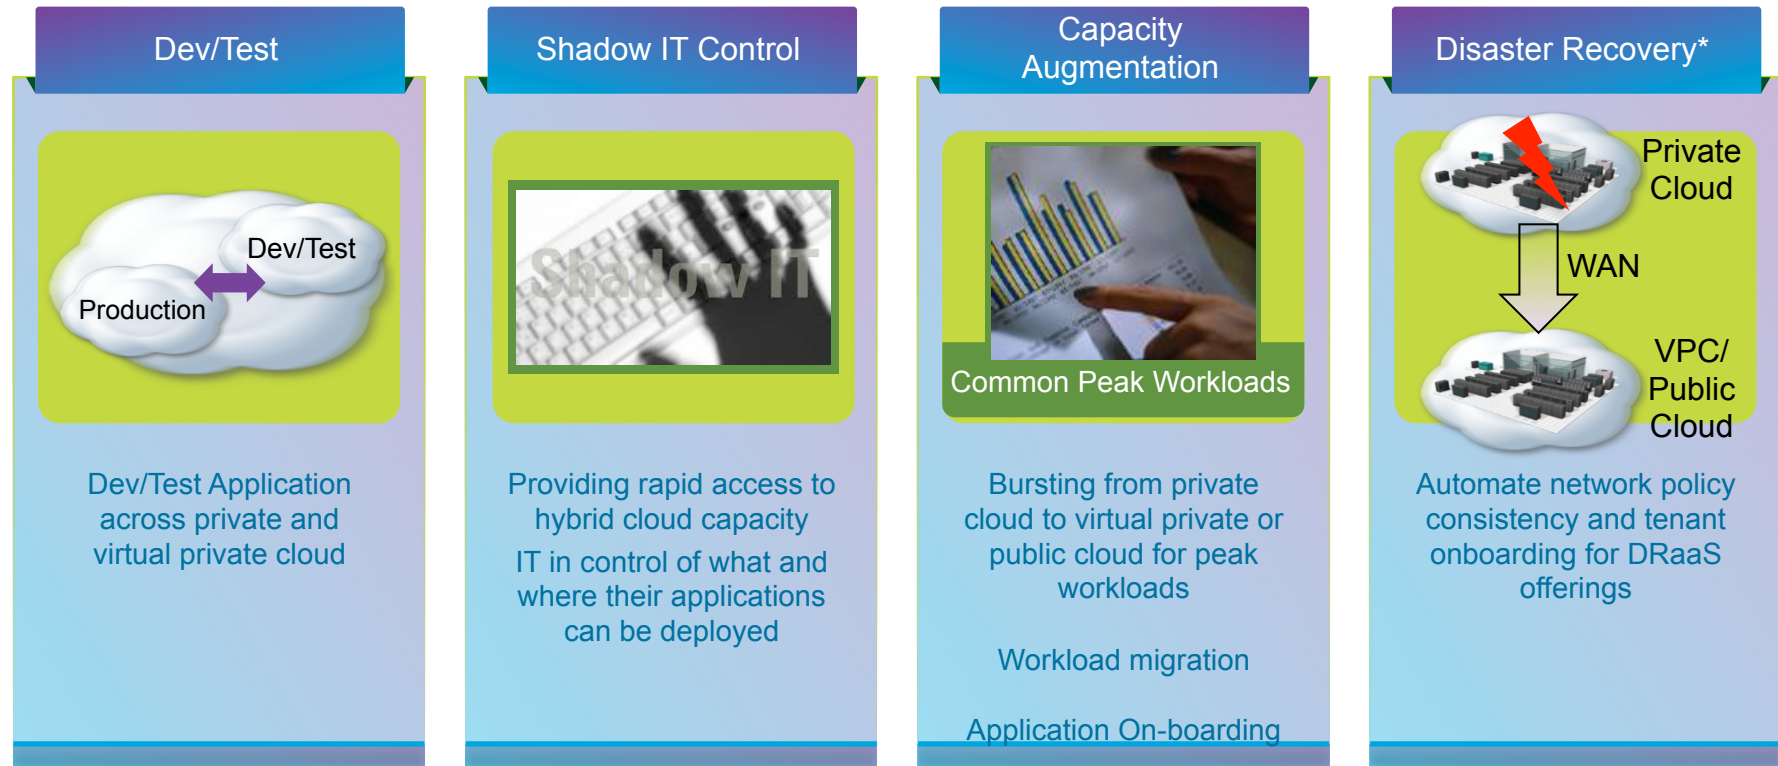 Dev/Test
Dev/Test
Production
Dev/Test Application
across private and
virtual private cloud
Shadow IT Control
Shadow IT
Providing rapid access to
hybrid cloud capacity
IT in control of what and
where their applications
can be deployed
Capacity
Augmentation
Common Peak Workloads
Bursting from private
cloud to virtual private or
public cloud for peak
workloads
Workload migration
Application On-boarding
Disaster Recovery*
Private
Cloud
WAN
VPC/
Public
Cloud
Automate network policy
consistency and tenant
onboarding for DRaaS
offerings